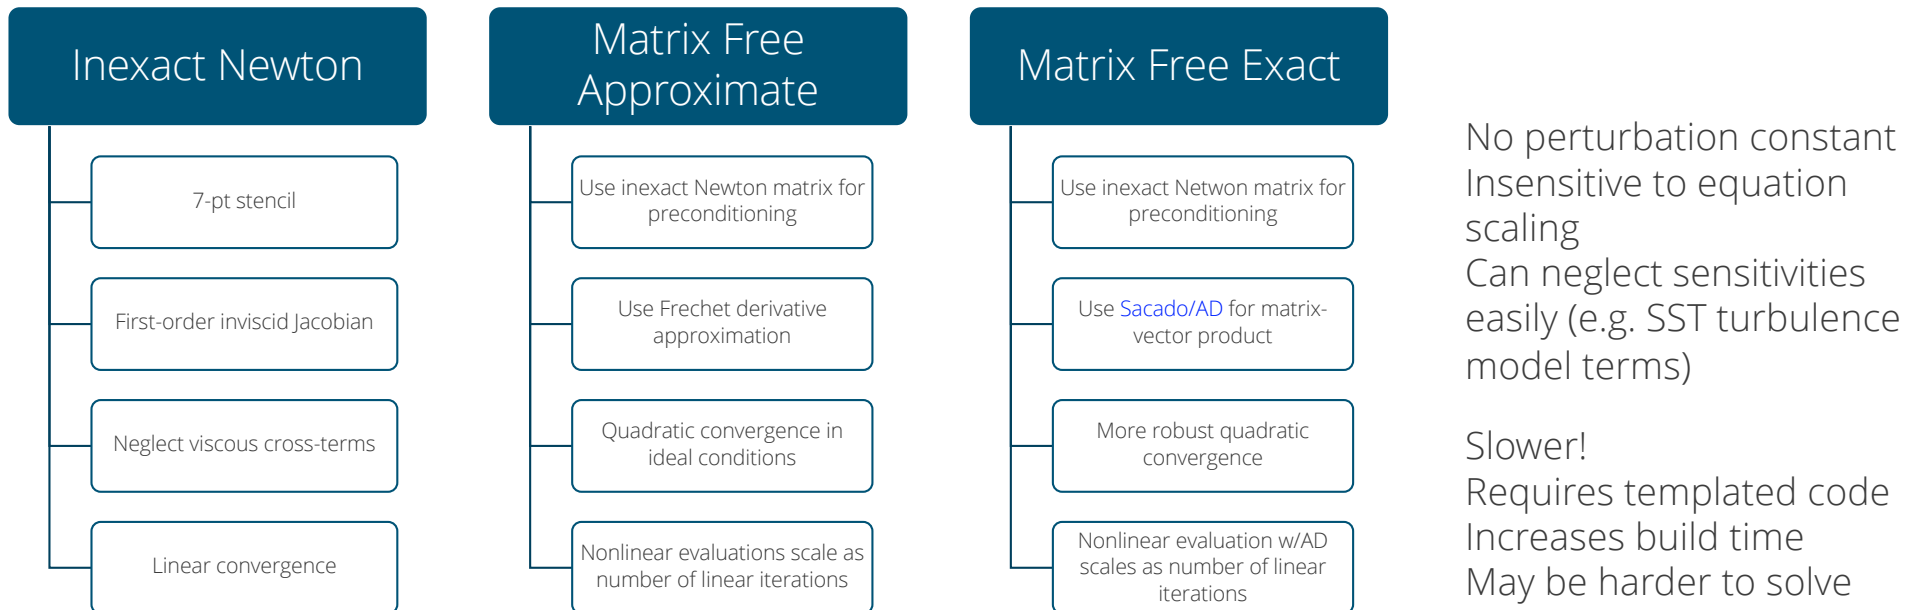 Inexact Newton
7-pt stencil
First-order inviscid Jacobian
Neglect viscous cross-terms
Linear convergence
Matrix Free
Approximate
Use inexact Newton matrix for
preconditioning
Use Frechet derivative
approximation
Quadratic convergence in
ideal conditions
Nonlinear evaluations scale as
number of linear iterations
Matrix Free Exact
Use inexact Netwon matrix for
preconditioning
Use Sacado/AD for matrix-
vector product
More robust quadratic
convergence
Nonlinear evaluation w/AD
scales as number of linear
iterations
No perturbation constant
Insensitive to equation
scaling
Can neglect sensitivities
easily (e.g. SST turbulence
model terms)
Slower!
Requires templated code
Increases build time
May be harder to solve